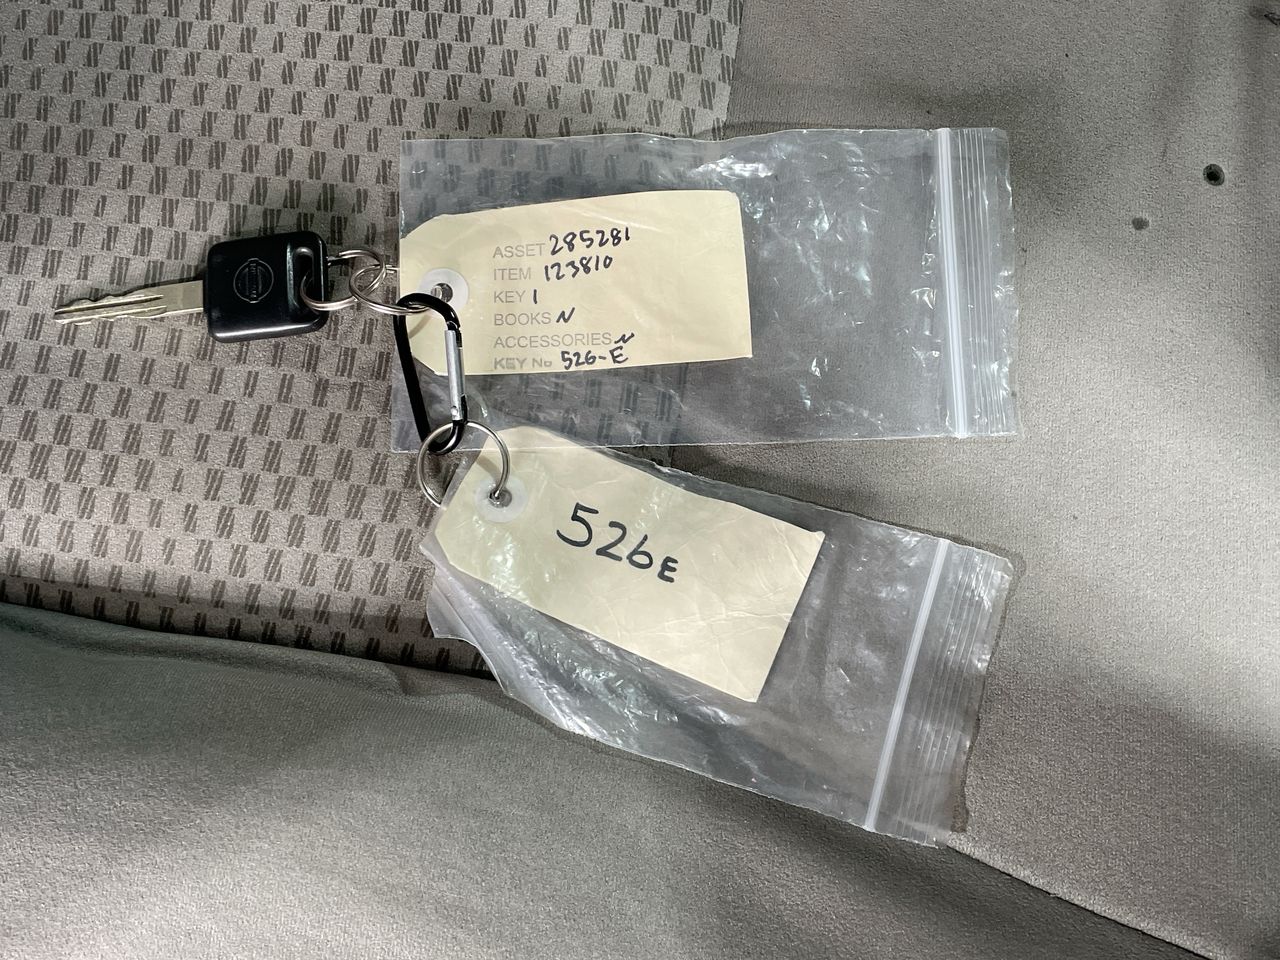 ASSET 285281
ITEM 123810
KEY 1
BOOKS N
ACCESSORIES N
KEY No 526-E
526E